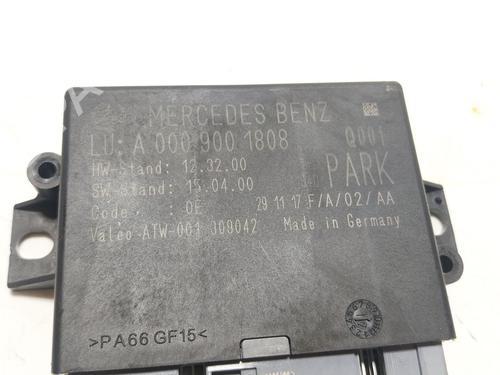 MERCEDES BENZ
LU: A 000 900 1808 Q001
HW-Stand: 12.32.00 PARK
SW-Stand: 15.04.00
Code : 0E 29 11 17 F/A/02/AA
Valeo-ATW-001 309042 Made in Germany
>PA66 GF15<